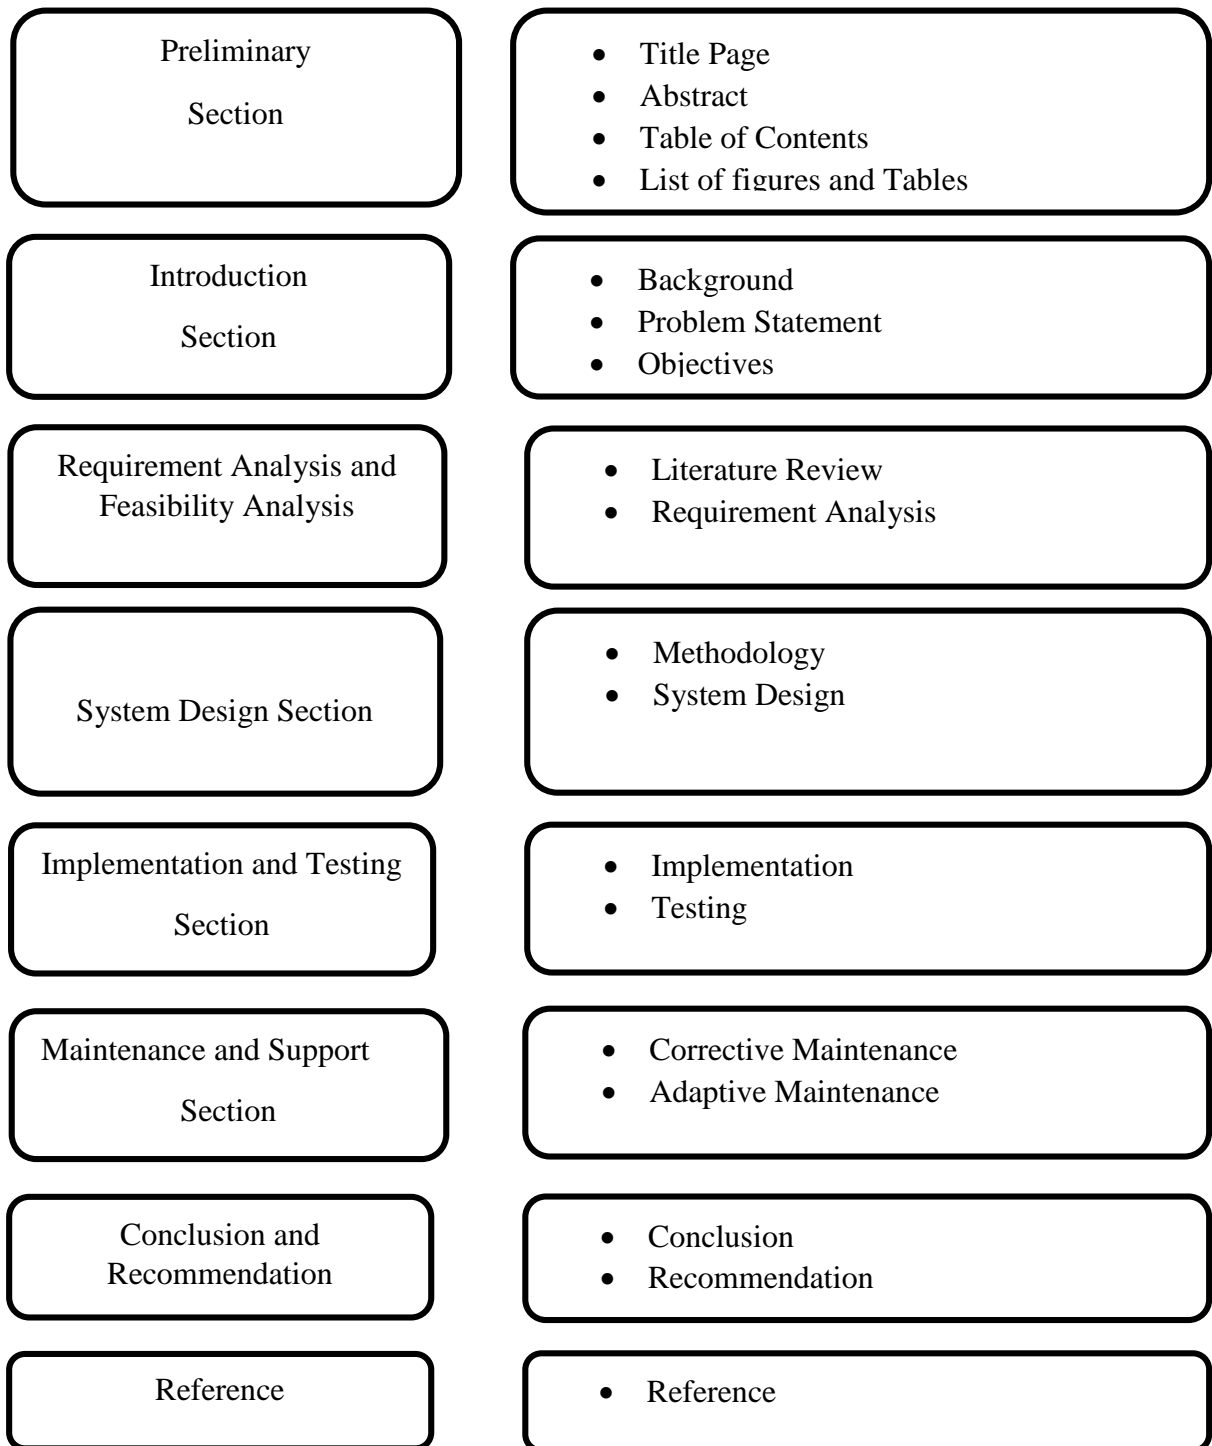 Preliminary
Section
• Title Page
• Abstract
• Table of Contents
• List of figures and Tables
Introduction
Section
• Background
• Problem Statement
• Objectives
Requirement Analysis and
Feasibility Analysis
• Literature Review
• Requirement Analysis
System Design Section
• Methodology
• System Design
Implementation and Testing
Section
• Implementation
• Testing
Maintenance and Support
Section
• Corrective Maintenance
• Adaptive Maintenance
Conclusion and
Recommendation
• Conclusion
• Recommendation
Reference
• Reference